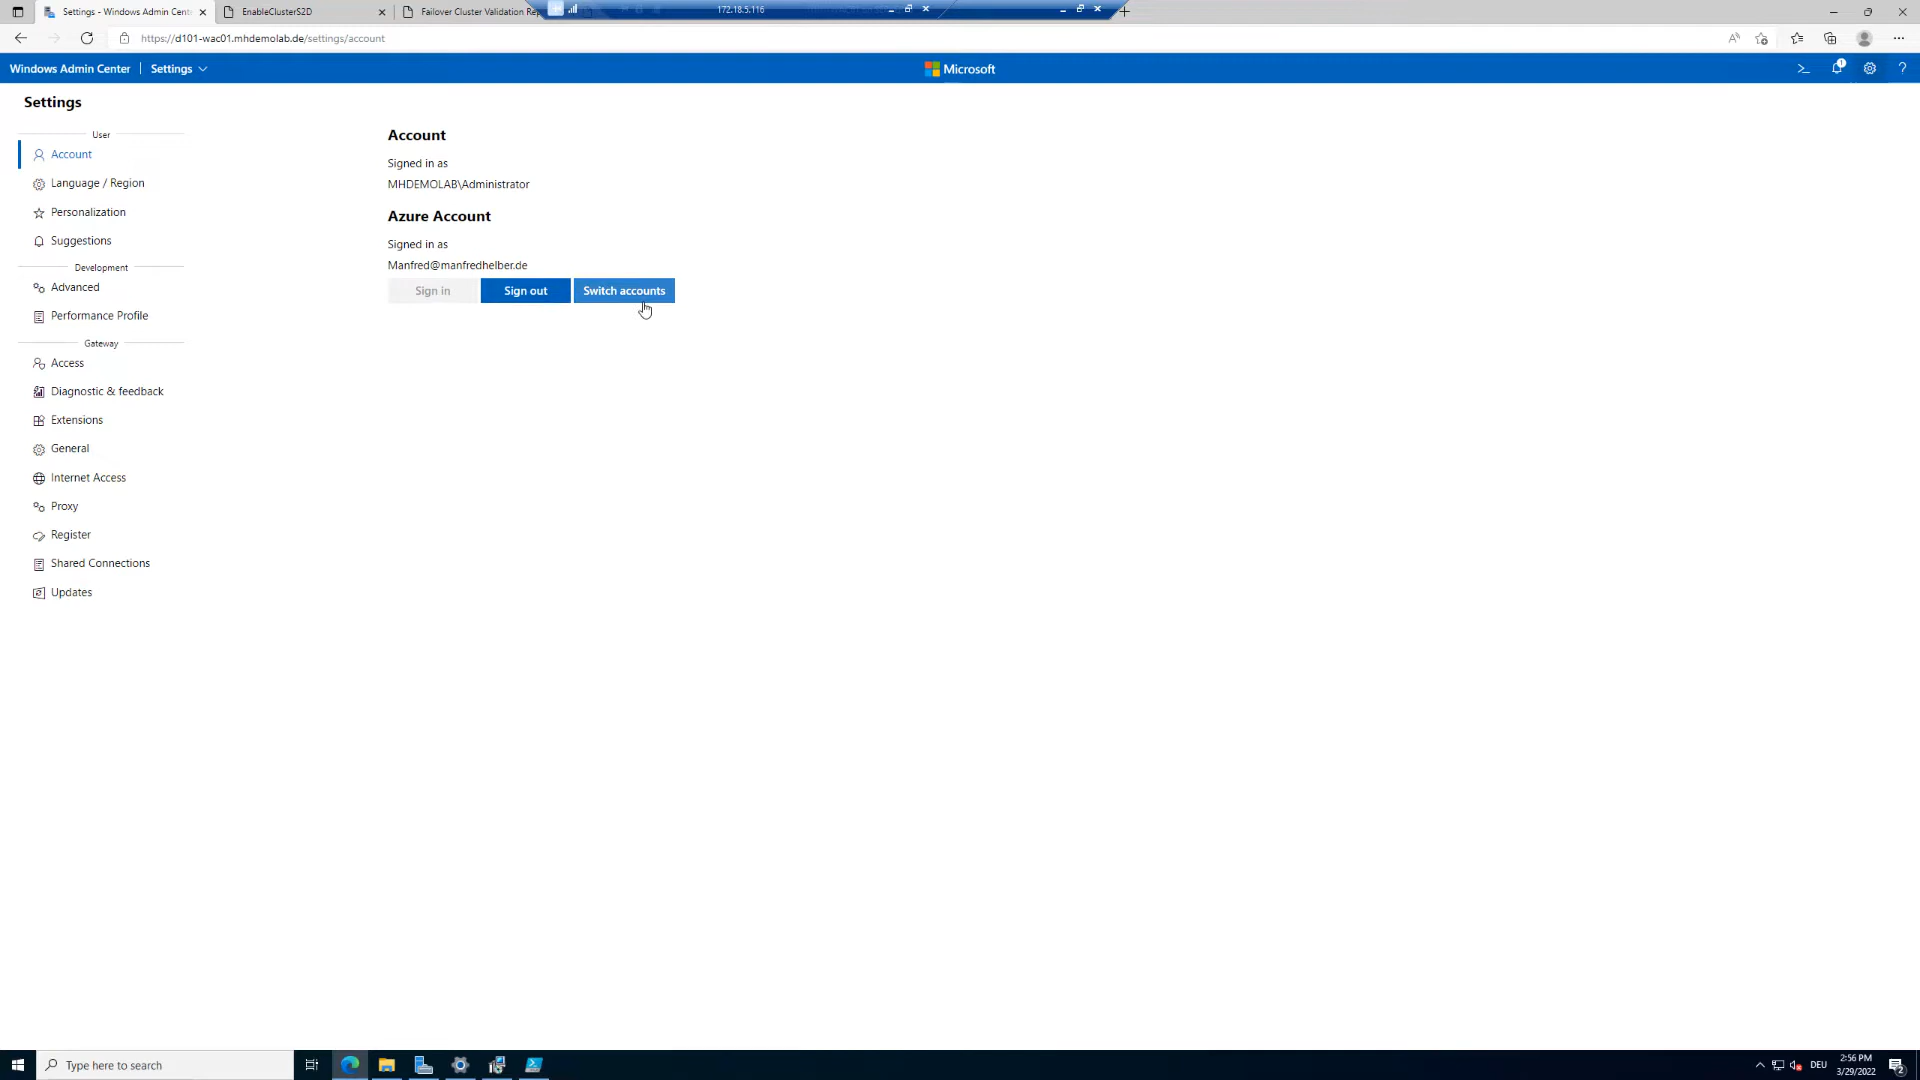 Settings - Windows Admin Cent
EnableClusterS2D
Failover Cluster Validation Rep
172.18.5.116
https://d101-wac01.mhdemolab.de/settings/account
Windows Admin Center
Settings
Microsoft
1
?
Settings
User
Account
Language / Region
Personalization
Suggestions
Development
Advanced
Performance Profile
Gateway
Access
Diagnostic & feedback
Extensions
General
Internet Access
Proxy
Register
Shared Connections
Updates
Account
Signed in as
MHDEMOLAB\Administrator
Azure Account
Signed in as
Manfred@manfredhelber.de
Sign in
Sign out
Switch accounts
Type here to search
DEU
2:56 PM
3/29/2022
2